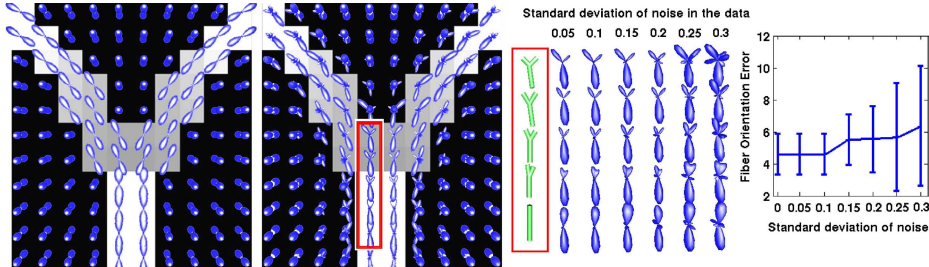 Standard deviation of noise in the data
0.05 0.1 0.15 0.2 0.25 0.3
Fiber Orientation Error
12
10
8
6
4
2
0 0.05 0.1 0.15 0.2 0.25 0.3
Standard deviation of noise